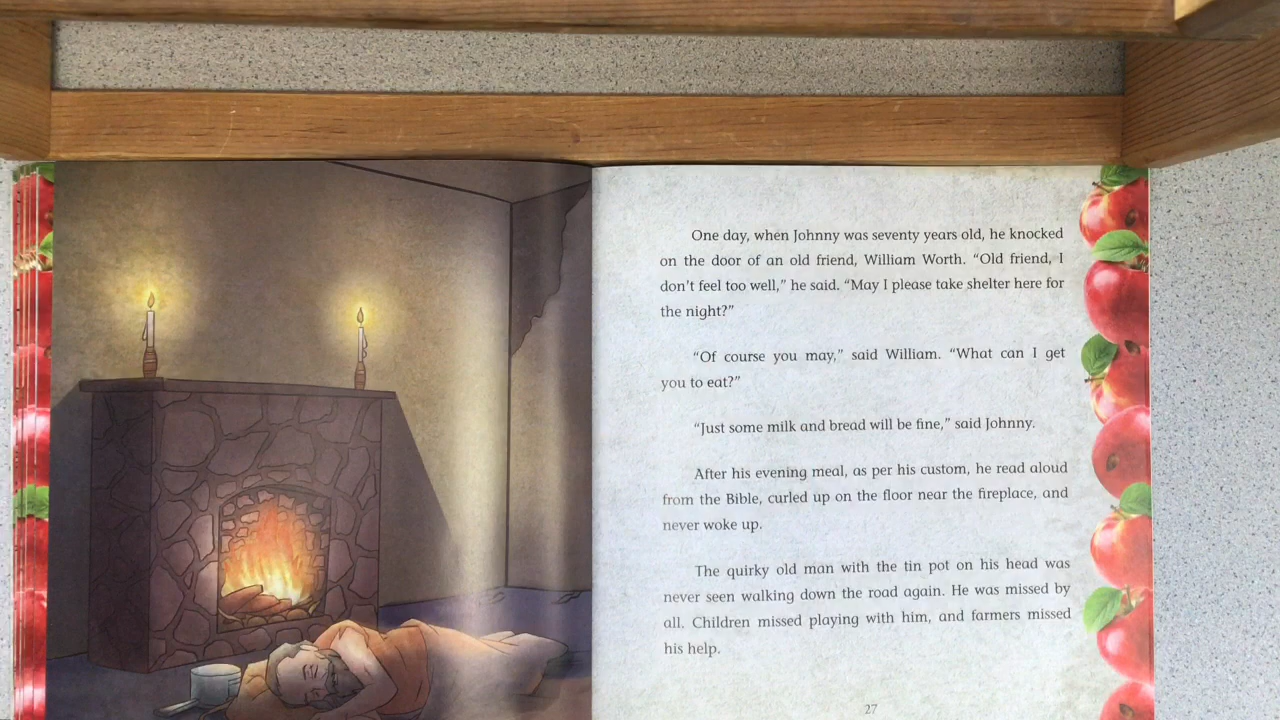 One day, when Johnny was seventy years old, he knocked
on the door of an old friend, William Worth. “Old friend, I
don’t feel too well,” he said. “May I please take shelter here for
the night?”
“Of course you may,” said William. “What can I get
you to eat?”
“Just some milk and bread will be fine,” said Johnny.
After his evening meal, as per his custom, he read aloud
from the Bible, curled up on the floor near the fireplace, and
never woke up.
The quirky old man with the tin pot on his head was
never seen walking down the road again. He was missed by
all. Children missed playing with him, and farmers missed
his help.
27